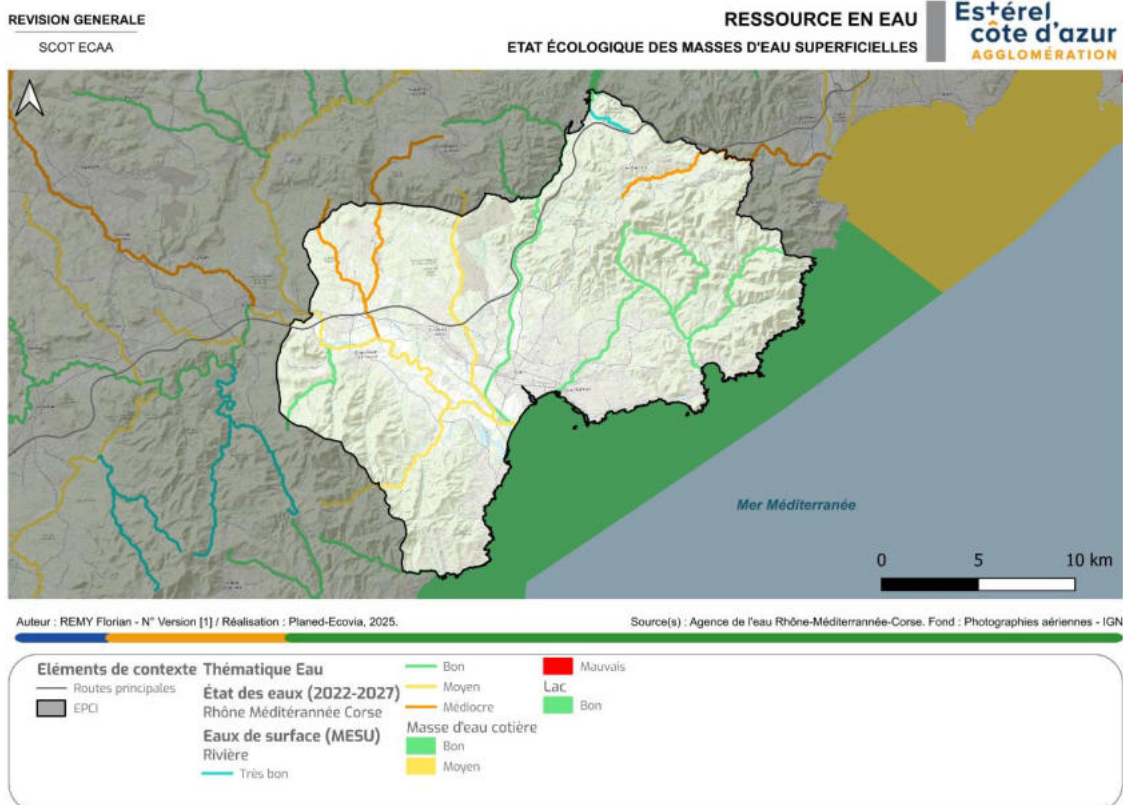 REVISION GENERALE
SCOT ECAA
RESSOURCE EN EAU
ETAT ÉCOLOGIQUE DES MASSES D'EAU SUPERFICIELLES
Estérel
côte d'azur
AGGLOMÉRATION
Mer Méditerranée
0 5 10 km
Auteur : REMY Florian - N° Version [1] / Réalisation : Planed-Ecovia, 2025.
Source(s) : Agence de l'eau Rhône-Méditerrannée-Corse. Fond : Photographies aériennes - IGN
Eléments de contexte
Routes principales
EPCI
Thématique Eau
État des eaux (2022-2027)
Rhône Méditérannée Corse
Eaux de surface (MESU)
Rivière
Très bon
Bon
Moyen
Médiocre
Masse d'eau cotière
Bon
Moyen
Mauvais
Lac
Bon